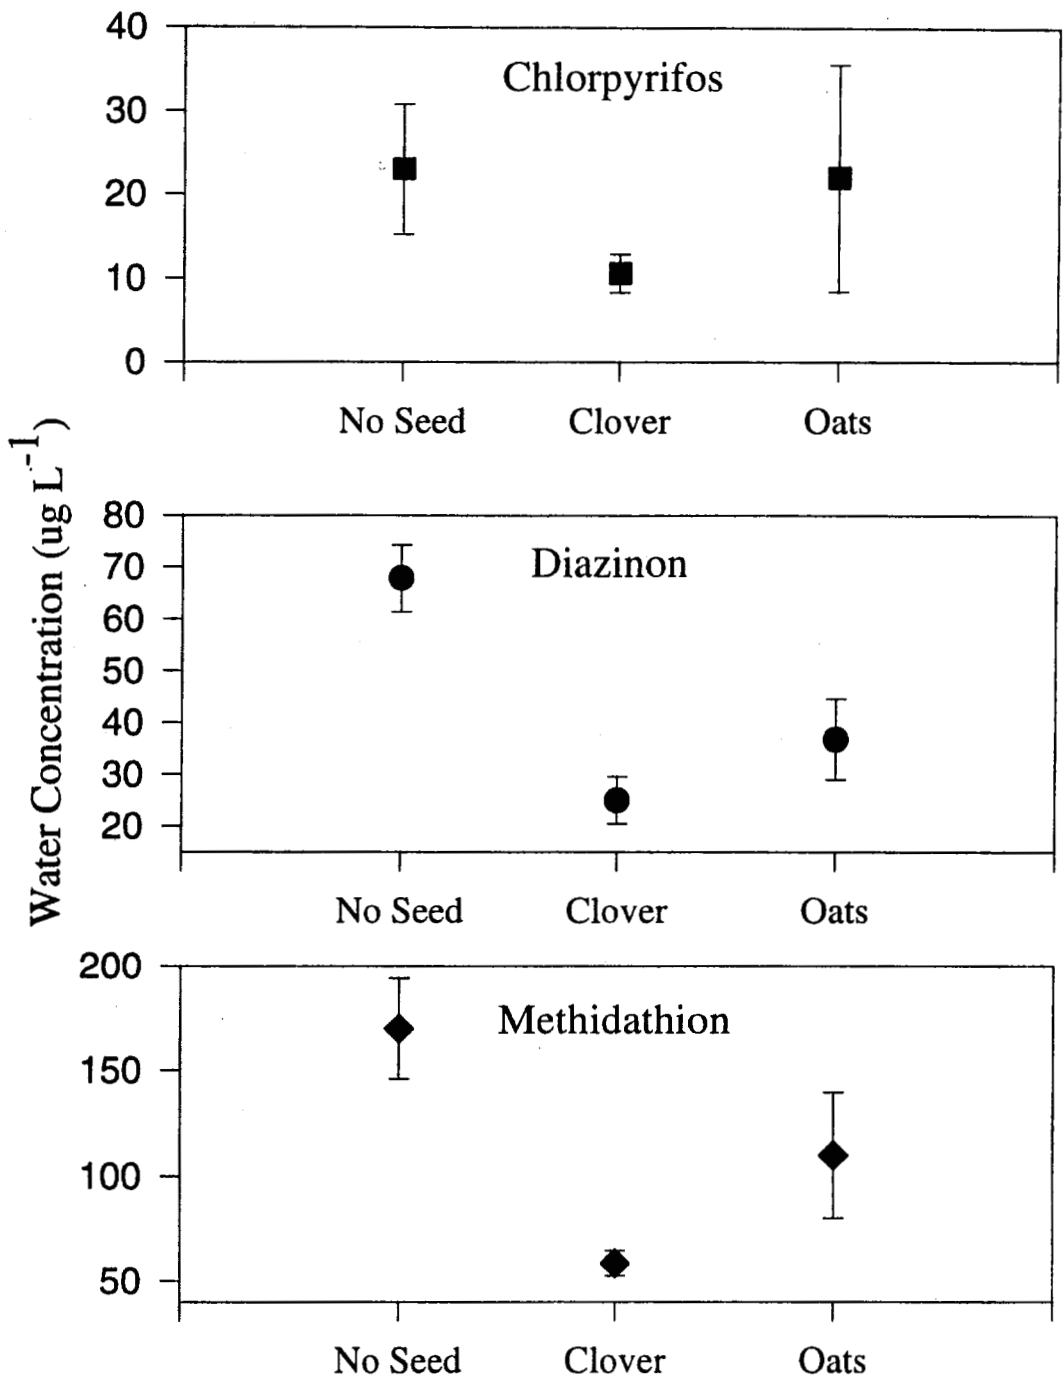 Water Concentration (ug L-1)
Chlorpyrifos
40
30
20
10
0
No Seed Clover Oats
Diazinon
80
70
60
50
40
30
20
No Seed Clover Oats
Methidathion
200
150
100
50
No Seed Clover Oats